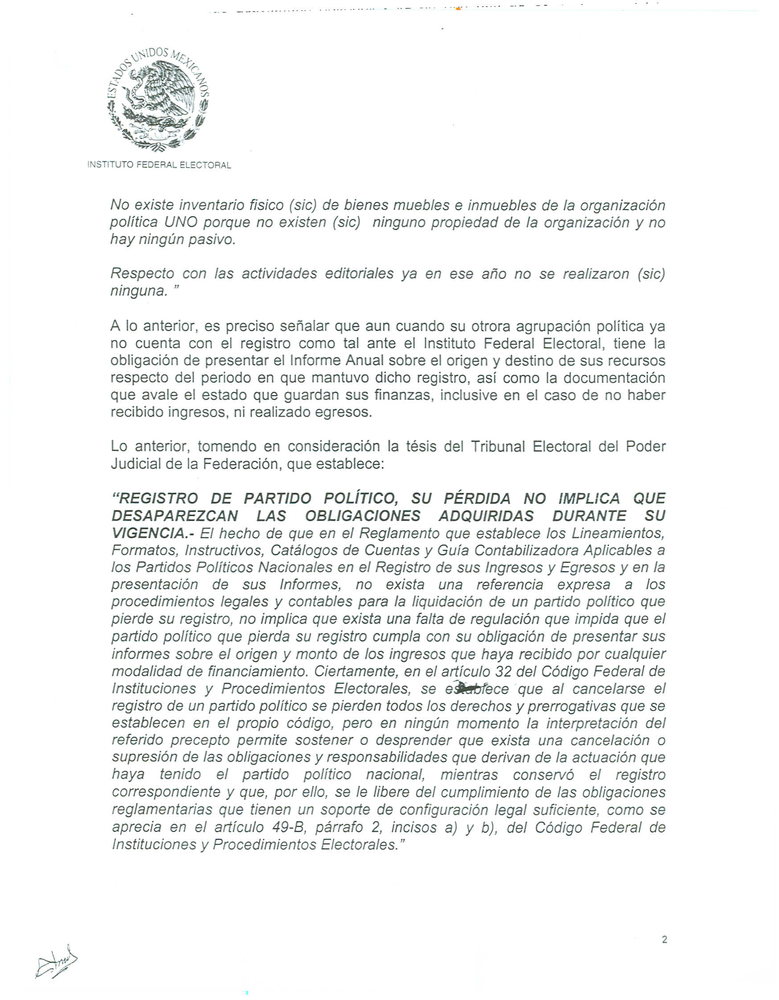 ESTADOS UNIDOS MEXICANOS
INSTITUTO FEDERAL ELECTORAL
No existe inventario fisico (sic) de bienes muebles e inmuebles de la organización
política UNO porque no existen (sic) ninguno propiedad de la organización y no
hay ningún pasivo.
Respecto con las actividades editoriales ya en ese año no se realizaron (sic)
ninguna. ”
A lo anterior, es preciso señalar que aun cuando su otrora agrupación política ya
no cuenta con el registro como tal ante el Instituto Federal Electoral, tiene la
obligación de presentar el Informe Anual sobre el origen y destino de sus recursos
respecto del periodo en que mantuvo dicho registro, así como la documentación
que avale el estado que guardan sus finanzas, inclusive en el caso de no haber
recibido ingresos, ni realizado egresos.
Lo anterior, tomendo en consideración la tésis del Tribunal Electoral del Poder
Judicial de la Federación, que establece:
“REGISTRO DE PARTIDO POLÍTICO, SU PÉRDIDA NO IMPLICA QUE
DESAPAREZCAN LAS OBLIGACIONES ADQUIRIDAS DURANTE SU
VIGENCIA.- El hecho de que en el Reglamento que establece los Lineamientos,
Formatos, Instructivos, Catálogos de Cuentas y Guía Contabilizadora Aplicables a
los Partidos Políticos Nacionales en el Registro de sus Ingresos y Egresos y en la
presentación de sus Informes, no exista una referencia expresa a los
procedimientos legales y contables para la liquidación de un partido político que
pierde su registro, no implica que exista una falta de regulación que impida que el
partido político que pierda su registro cumpla con su obligación de presentar sus
informes sobre el origen y monto de los ingresos que haya recibido por cualquier
modalidad de financiamiento. Ciertamente, en el artículo 32 del Código Federal de
Instituciones y Procedimientos Electorales, se establece que al cancelarse el
registro de un partido político se pierden todos los derechos y prerrogativas que se
establecen en el propio código, pero en ningún momento la interpretación del
referido precepto permite sostener o desprender que exista una cancelación o
supresión de las obligaciones y responsabilidades que derivan de la actuación que
haya tenido el partido político nacional, mientras conservó el registro
correspondiente y que, por ello, se le libere del cumplimiento de las obligaciones
reglamentarias que tienen un soporte de configuración legal suficiente, como se
aprecia en el artículo 49-B, párrafo 2, incisos a) y b), del Código Federal de
Instituciones y Procedimientos Electorales.”
2